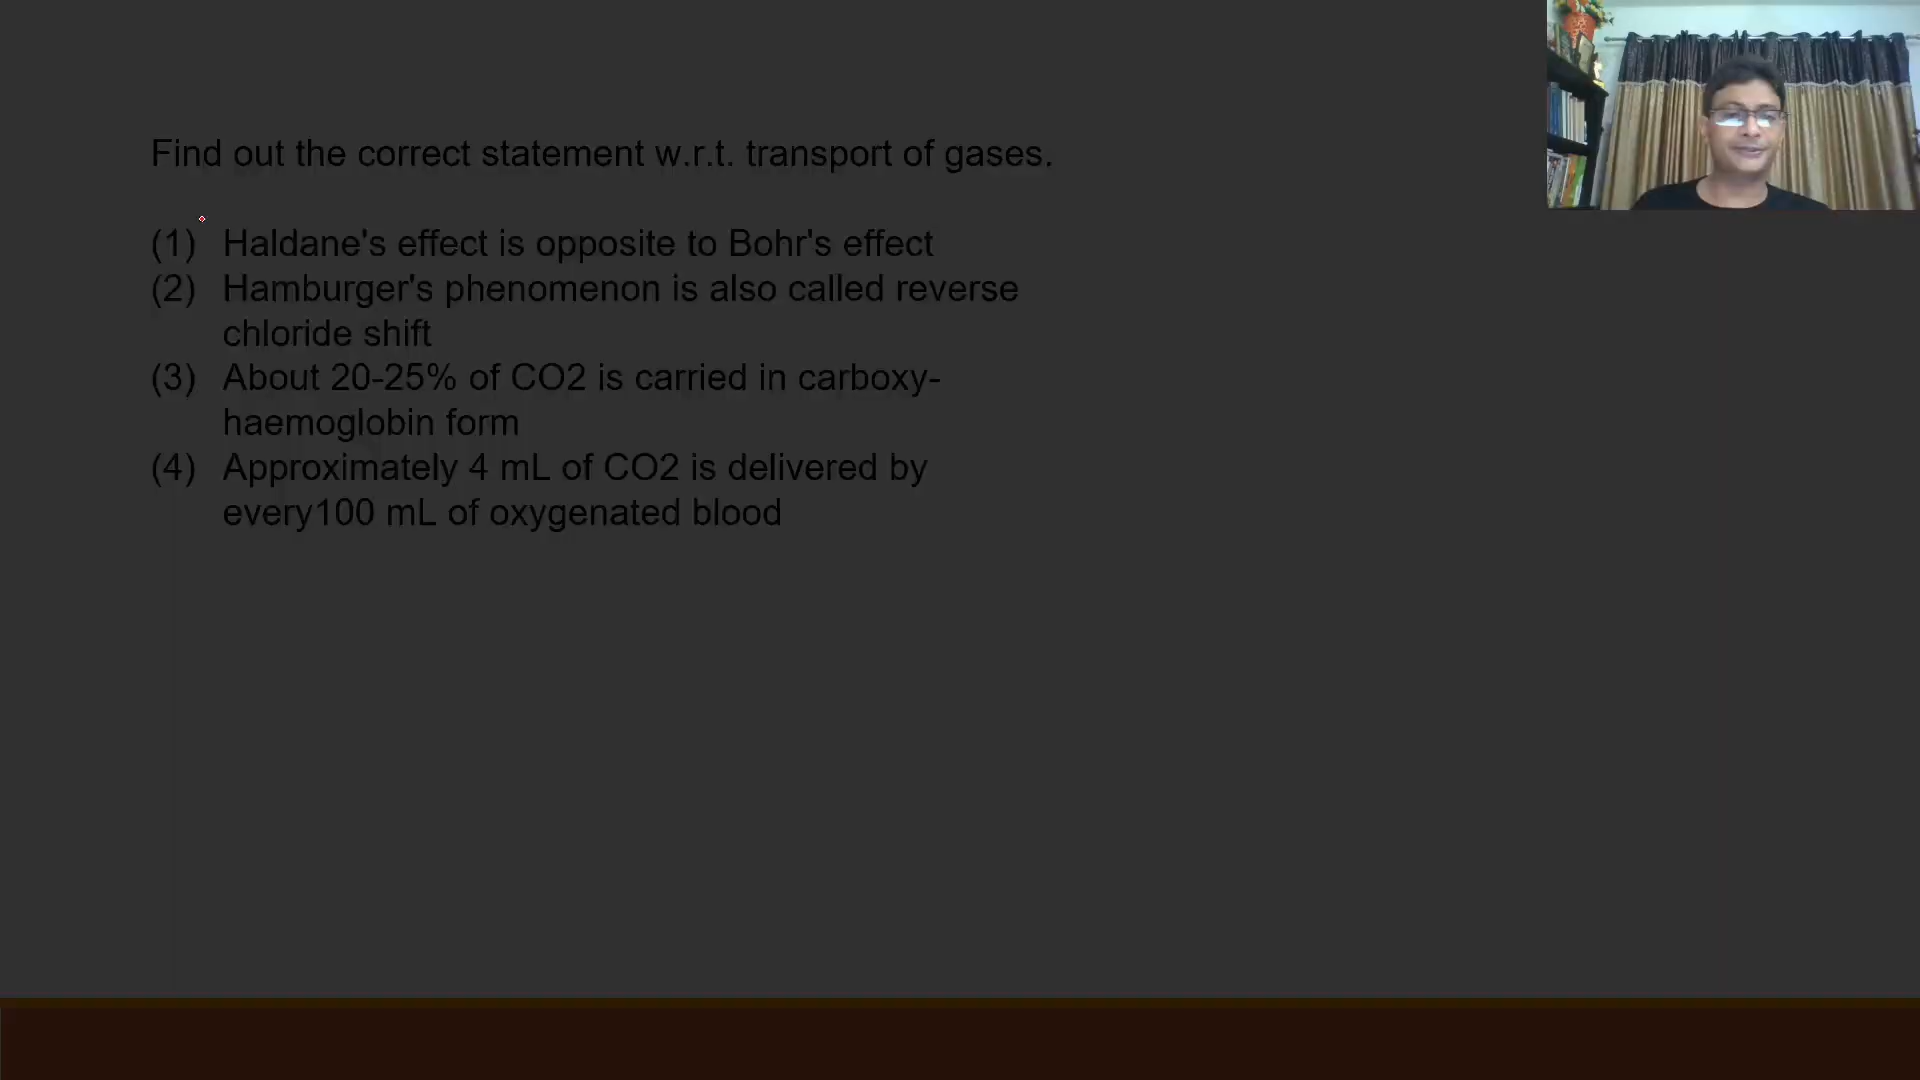 Find out the correct statement w.r.t. transport of gases.
(1) Haldane's effect is opposite to Bohr's effect
(2) Hamburger's phenomenon is also called reverse
chloride shift
(3) About 20-25% of CO2 is carried in carboxy-
haemoglobin form
(4) Approximately 4 mL of CO2 is delivered by
every100 mL of oxygenated blood